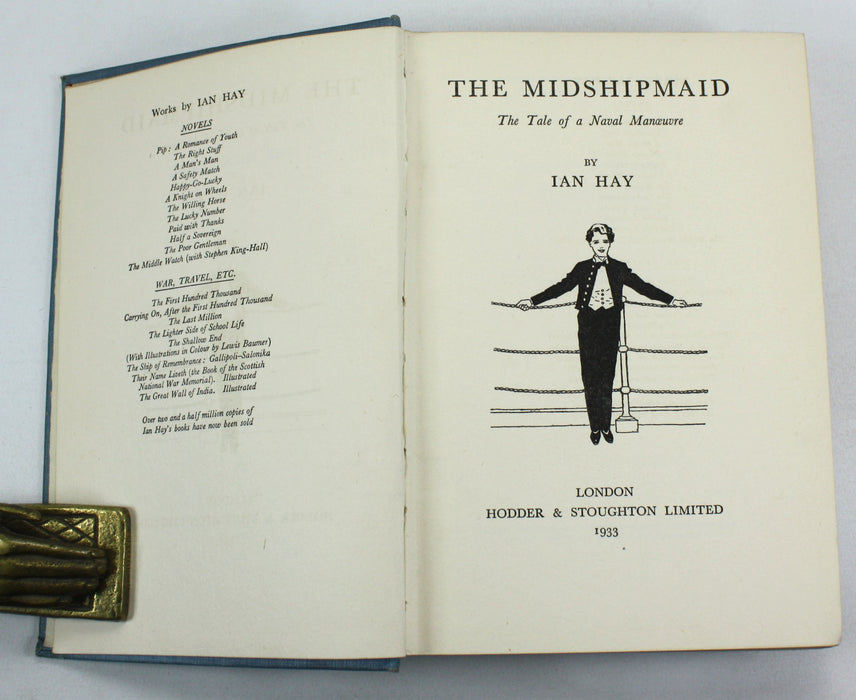 Works by IAN HAY
NOVELS
Pip: A Romance of Youth
The Right Stuff
A Man's Man
A Safety Match
Happy-Go-Lucky
A Knight on Wheels
The Willing Horse
The Lucky Number
Paid with Thanks
Half a Sovereign
The Poor Gentleman
The Middle Watch (with Stephen King-Hall)
WAR, TRAVEL, ETC.
The First Hundred Thousand
Carrying On, After the First Hundred Thousand
The Last Million
The Lighter Side of School Life
The Shallow End
(With Illustrations in Colour by Lewis Baumer)
The Ship of Remembrance: Gallipoli-Salonika
Their Name Liveth (the Book of the Scottish
National War Memorial). Illustrated
The Great Wall of India. Illustrated
Over two and a half million copies of
Ian Hay's books have now been sold
THE MIDSHIPMAID
The Tale of a Naval Manœuvre
BY
IAN HAY
LONDON
HODDER & STOUGHTON LIMITED
1933